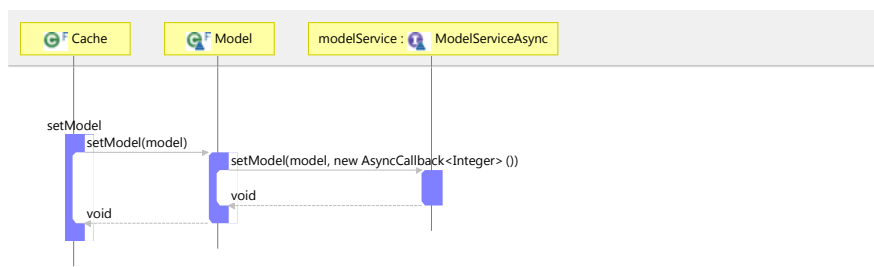 F Cache
F Model
modelService : ModelServiceAsync
setModel
setModel(model)
setModel(model, new AsyncCallback<Integer> ())
void
void